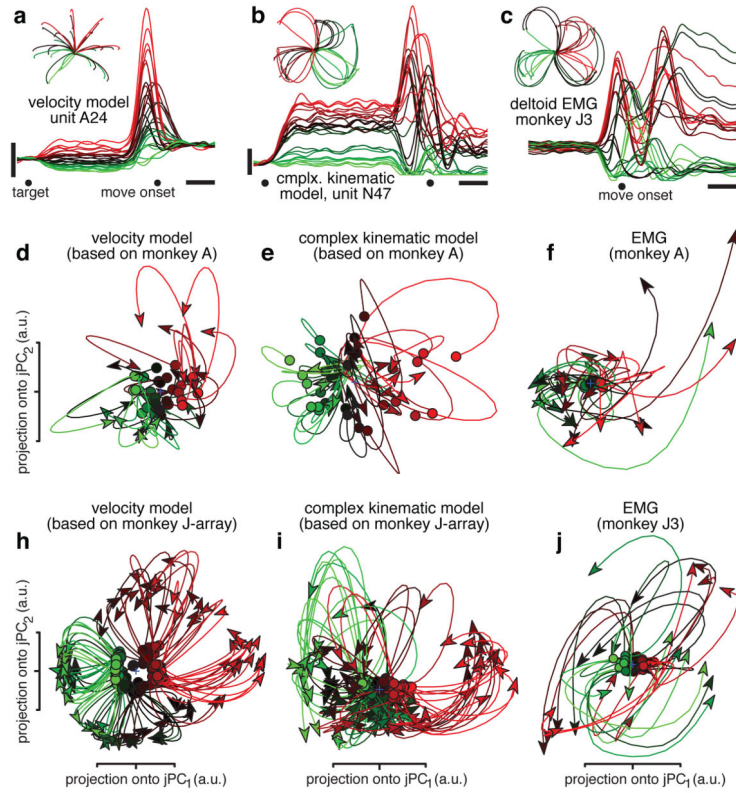 a
velocity model
unit A24
target
move onset
b
cmplx. kinematic
model, unit N47
c
deltoid EMG
monkey J3
move onset
d
velocity model
(based on monkey A)
projection onto jPC2 (a.u.)
e
complex kinematic model
(based on monkey A)
f
EMG
(monkey A)
h
velocity model
(based on monkey J-array)
projection onto jPC2 (a.u.)
projection onto jPC1 (a.u.)
i
complex kinematic model
(based on monkey J-array)
projection onto jPC1 (a.u.)
j
EMG
(monkey J3)
projection onto jPC1 (a.u.)